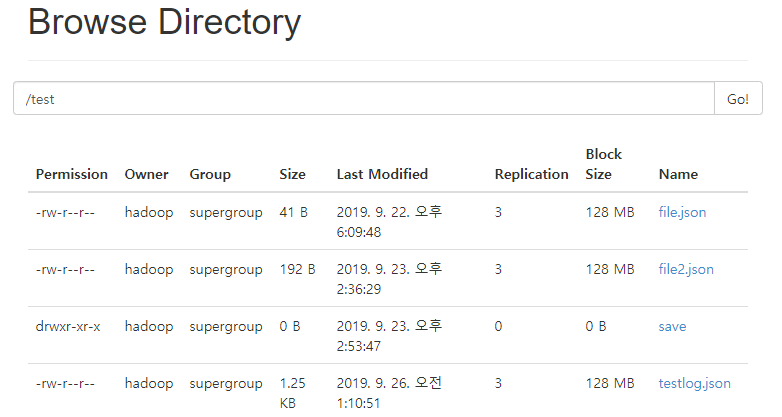 Browse Directory
/test Go!
Permission Owner Group Size Last Modified Replication Block Size Name
-rw-r--r-- hadoop supergroup 41 B 2019. 9. 22. 오후 6:09:48 3 128 MB file.json
-rw-r--r-- hadoop supergroup 192 B 2019. 9. 23. 오후 2:36:29 3 128 MB file2.json
drwxr-xr-x hadoop supergroup 0 B 2019. 9. 23. 오후 2:53:47 0 0 B save
-rw-r--r-- hadoop supergroup 1.25 KB 2019. 9. 26. 오전 1:10:51 3 128 MB testlog.json